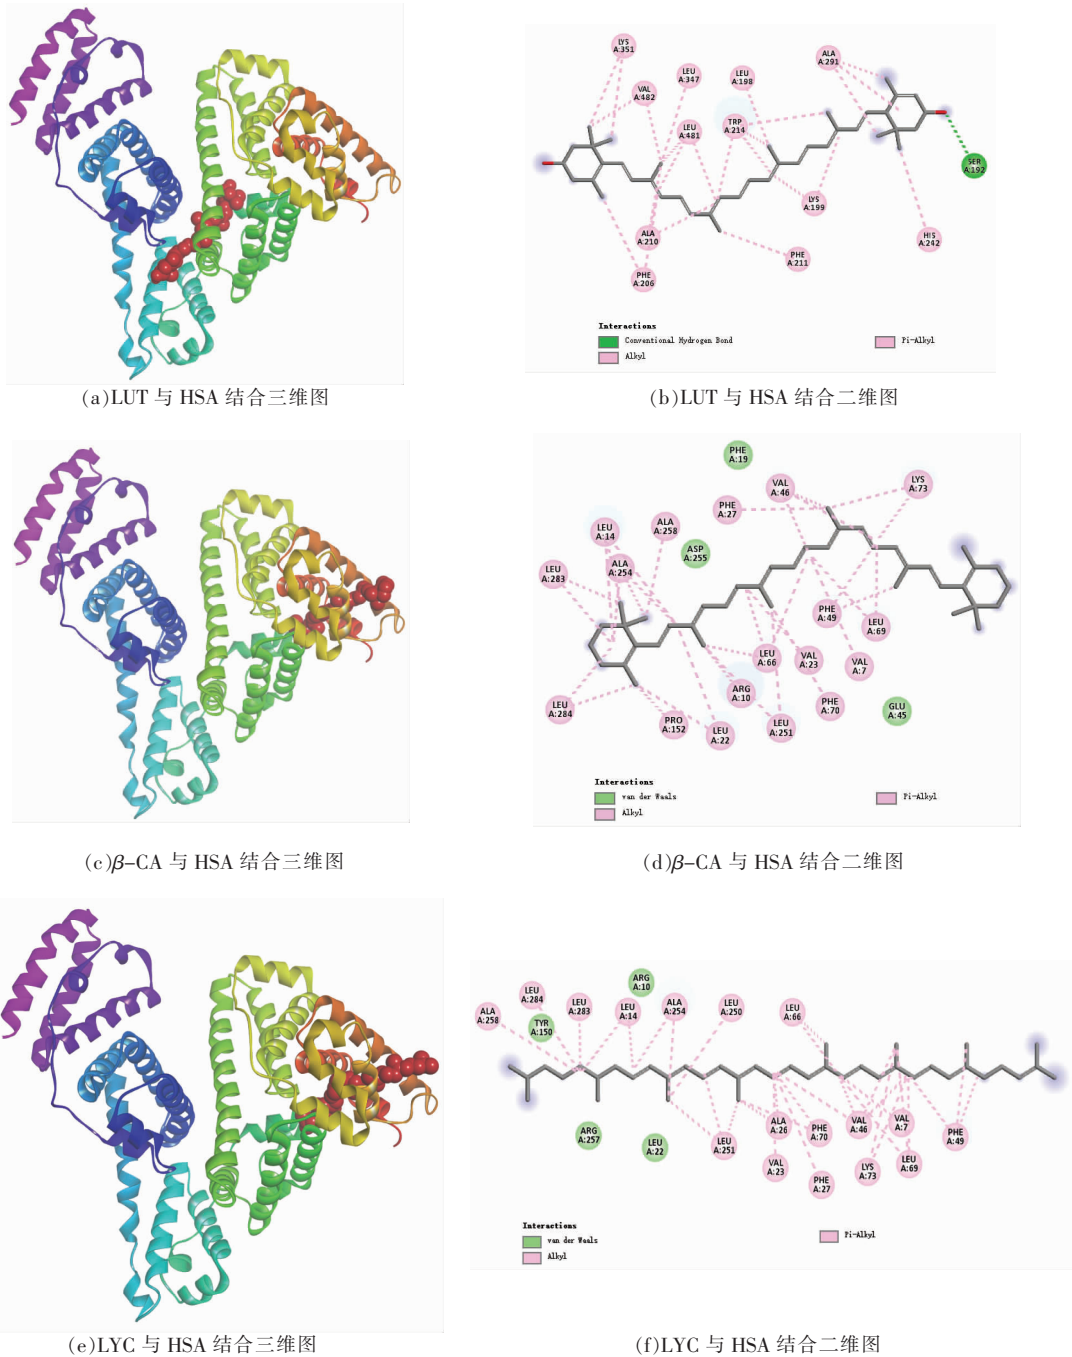 LYS
A:351
ALA
A:291
LEU
A:347
LEU
A:198
VAL
A:482
LEU
A:481
TRP
A:214
SER
A:192
LYS
A:199
ALA
A:210
HIS
A:242
PHE
A:211
PHE
A:206
Interactions
Conventional Hydrogen Bond
Alkyl
Pi-Alkyl
(a)LUT 与 HSA 结合三维图
(b)LUT 与 HSA 结合二维图
PHE
A:19
VAL
A:46
LYS
A:73
PHE
A:27
LEU
A:14
ALA
A:258
ASP
A:255
LEU
A:283
ALA
A:254
PHE
A:49
LEU
A:69
LEU
A:66
VAL
A:23
VAL
A:7
ARG
A:10
LEU
A:284
PHE
A:70
GLU
A:45
PRO
A:152
LEU
A:22
LEU
A:251
Interactions
van der Waals
Alkyl
Pi-Alkyl
(c)β-CA 与 HSA 结合三维图
(d)β-CA 与 HSA 结合二维图
ARG
A:10
LEU
A:284
LEU
A:283
LEU
A:14
ALA
A:254
LEU
A:250
LEU
A:66
ALA
A:258
TYR
A:150
ARG
A:257
LEU
A:22
LEU
A:251
ALA
A:26
PHE
A:70
VAL
A:46
VAL
A:7
PHE
A:49
VAL
A:23
PHE
A:27
LYS
A:73
LEU
A:69
Interactions
van der Waals
Alkyl
Pi-Alkyl
(e)LYC 与 HSA 结合三维图
(f)LYC 与 HSA 结合二维图